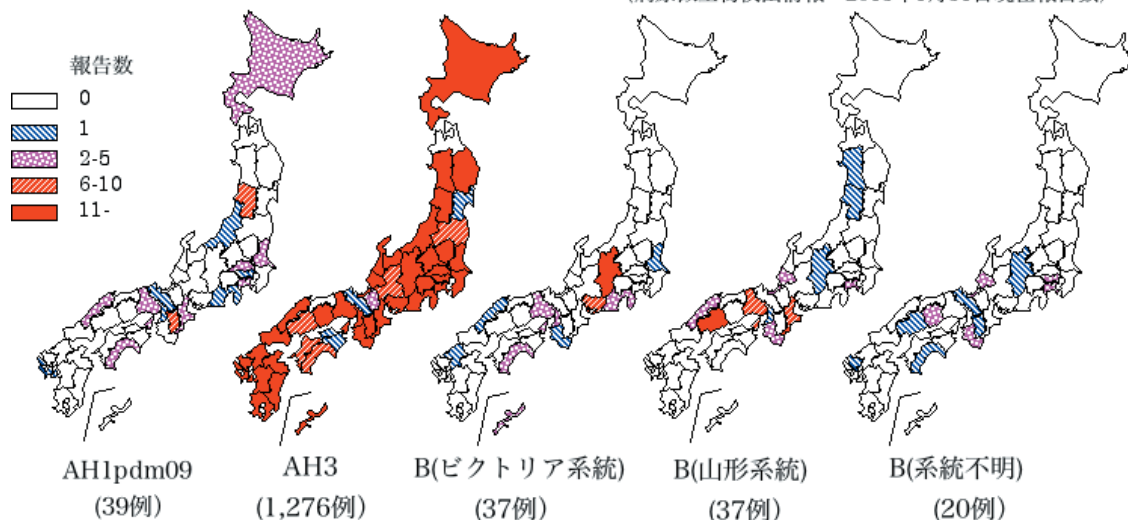 報告数
0
1
2-5
6-10
11-
AH1pdm09
(39例)
AH3
(1,276例)
B(ビクトリア系統)
(37例)
B(山形系統)
(37例)
B(系統不明)
(20例)